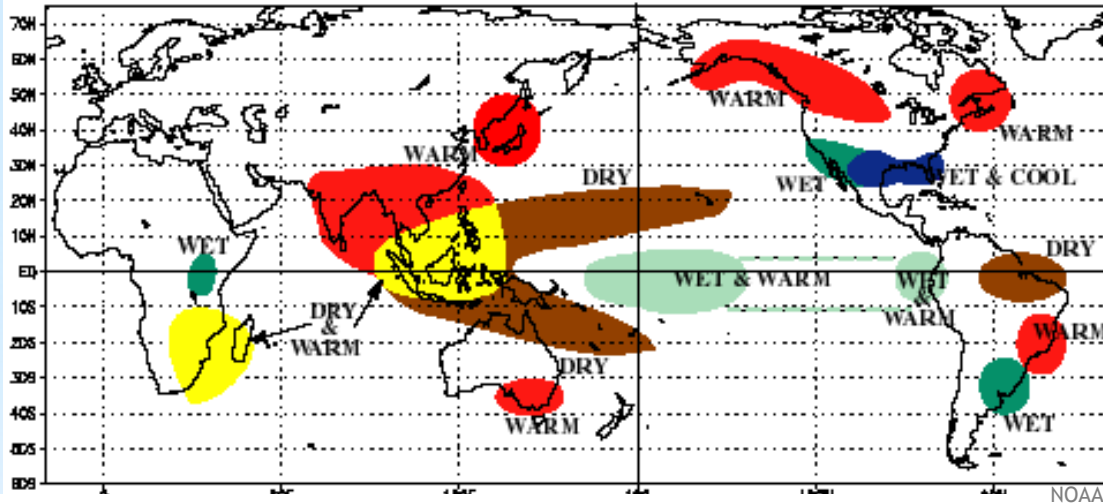 70N
60N
WARM
50N
WARM
40N
WARM
30N
DRY
WET
WET & COOL
20N
10N
WET
DRY
EQ
WET & WARM
WET
&
WARM
10S
DRY
&
WARM
WARM
20S
DRY
30S
40S
WARM
WET
50S
60S
NOAA